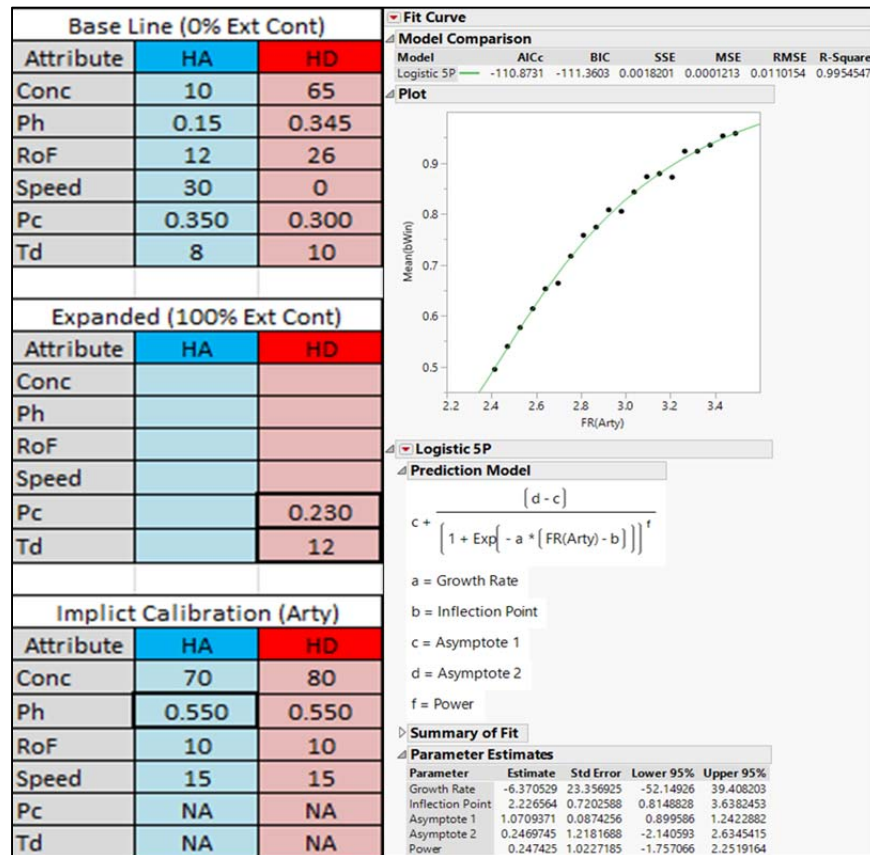 Base Line (0% Ext Cont)
Attribute HA HD
Conc 10 65
Ph 0.15 0.345
RoF 12 26
Speed 30 0
Pc 0.350 0.300
Td 8 10
Expanded (100% Ext Cont)
Attribute HA HD
Conc
Ph
RoF
Speed
Pc 0.230
Td 12
Implict Calibration (Arty)
Attribute HA HD
Conc 70 80
Ph 0.550 0.550
RoF 10 10
Speed 15 15
Pc NA NA
Td NA NA
Fit Curve
Model Comparison
Model AICc BIC SSE MSE RMSE R-Square
Logistic 5P -110.8731 -111.3603 0.0018201 0.0001213 0.0110154 0.9954547
Plot
Mean(bWin)
0.9
0.8
0.7
0.6
0.5
2.2 2.4 2.6 2.8 3.0 3.2 3.4
FR(Arty)
Logistic 5P
Prediction Model
c + (d - c) / (1 + Exp(- a * (FR(Arty) - b)))^f
a = Growth Rate
b = Inflection Point
c = Asymptote 1
d = Asymptote 2
f = Power
Summary of Fit
Parameter Estimates
Parameter Estimate Std Error Lower 95% Upper 95%
Growth Rate -6.370529 23.356925 -52.14926 39.408203
Inflection Point 2.226564 0.7202588 0.8148828 3.6382453
Asymptote 1 1.0709371 0.0874256 0.899586 1.2422882
Asymptote 2 0.2469745 1.2181688 -2.140593 2.6345415
Power 0.247425 1.0227185 -1.757066 2.2519164